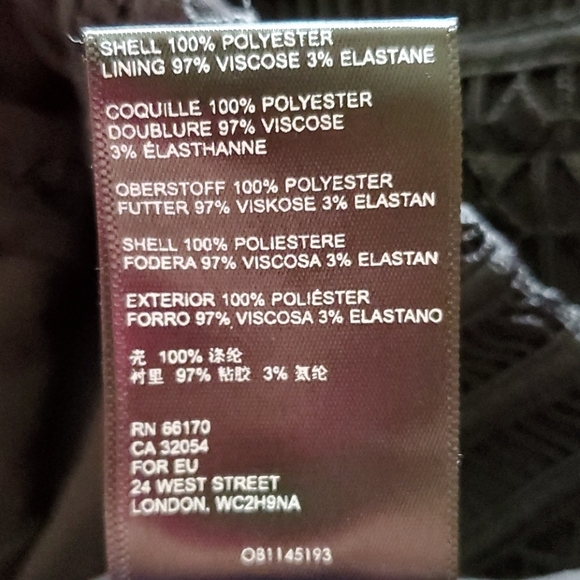 SHELL 100% POLYESTER
LINING 97% VISCOSE 3% ELASTANE
COQUILLE 100% POLYESTER
DOUBLURE 97% VISCOSE
3% ÉLASTHANNE
OBERSTOFF 100% POLYESTER
FUTTER 97% VISKOSE 3% ELASTAN
SHELL 100% POLIESTERE
FODERA 97% VISCOSA 3% ELASTAN
EXTERIOR 100% POLIÉSTER
FORRO 97% VISCOSA 3% ELASTANO
壳 100% 涤纶
衬里 97% 粘胶 3% 氨纶
RN 66170
CA 32054
FOR EU
24 WEST STREET
LONDON, WC2H9NA
OB1145193